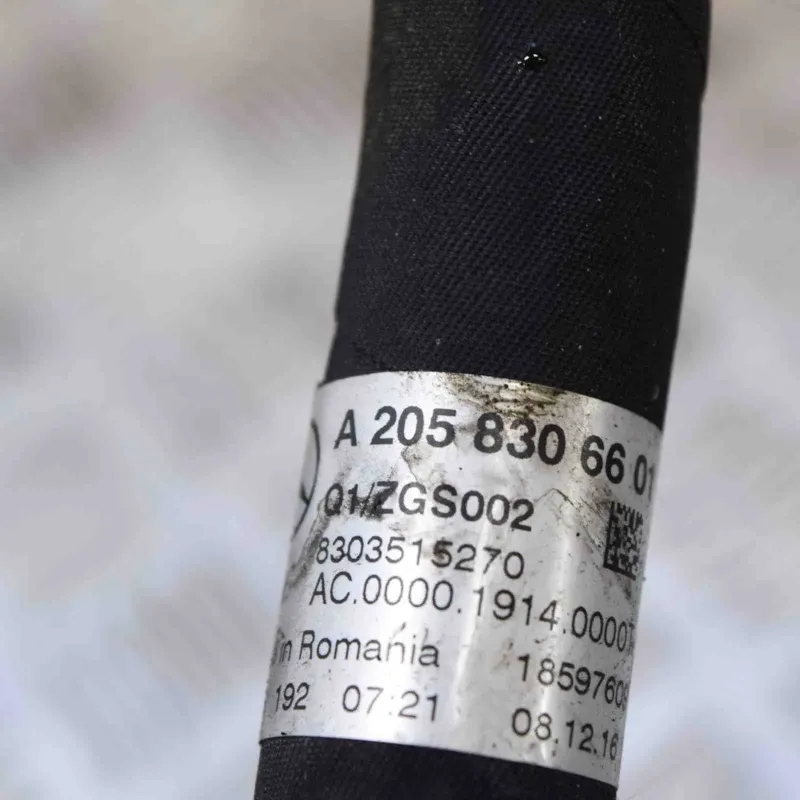 A 205 830 66 01
Q1/ZGS002
8303515270
AC.0000.1914.0000
in Romania 1859760
192 07:21 08.12.16